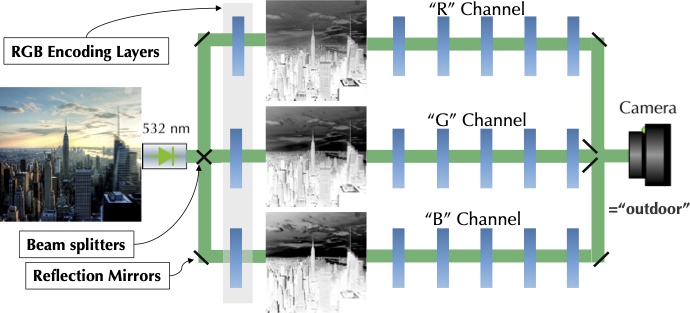 RGB Encoding Layers
"R" Channel
532 nm
"G" Channel
Camera
"B" Channel
="outdoor"
Beam splitters
Reflection Mirrors